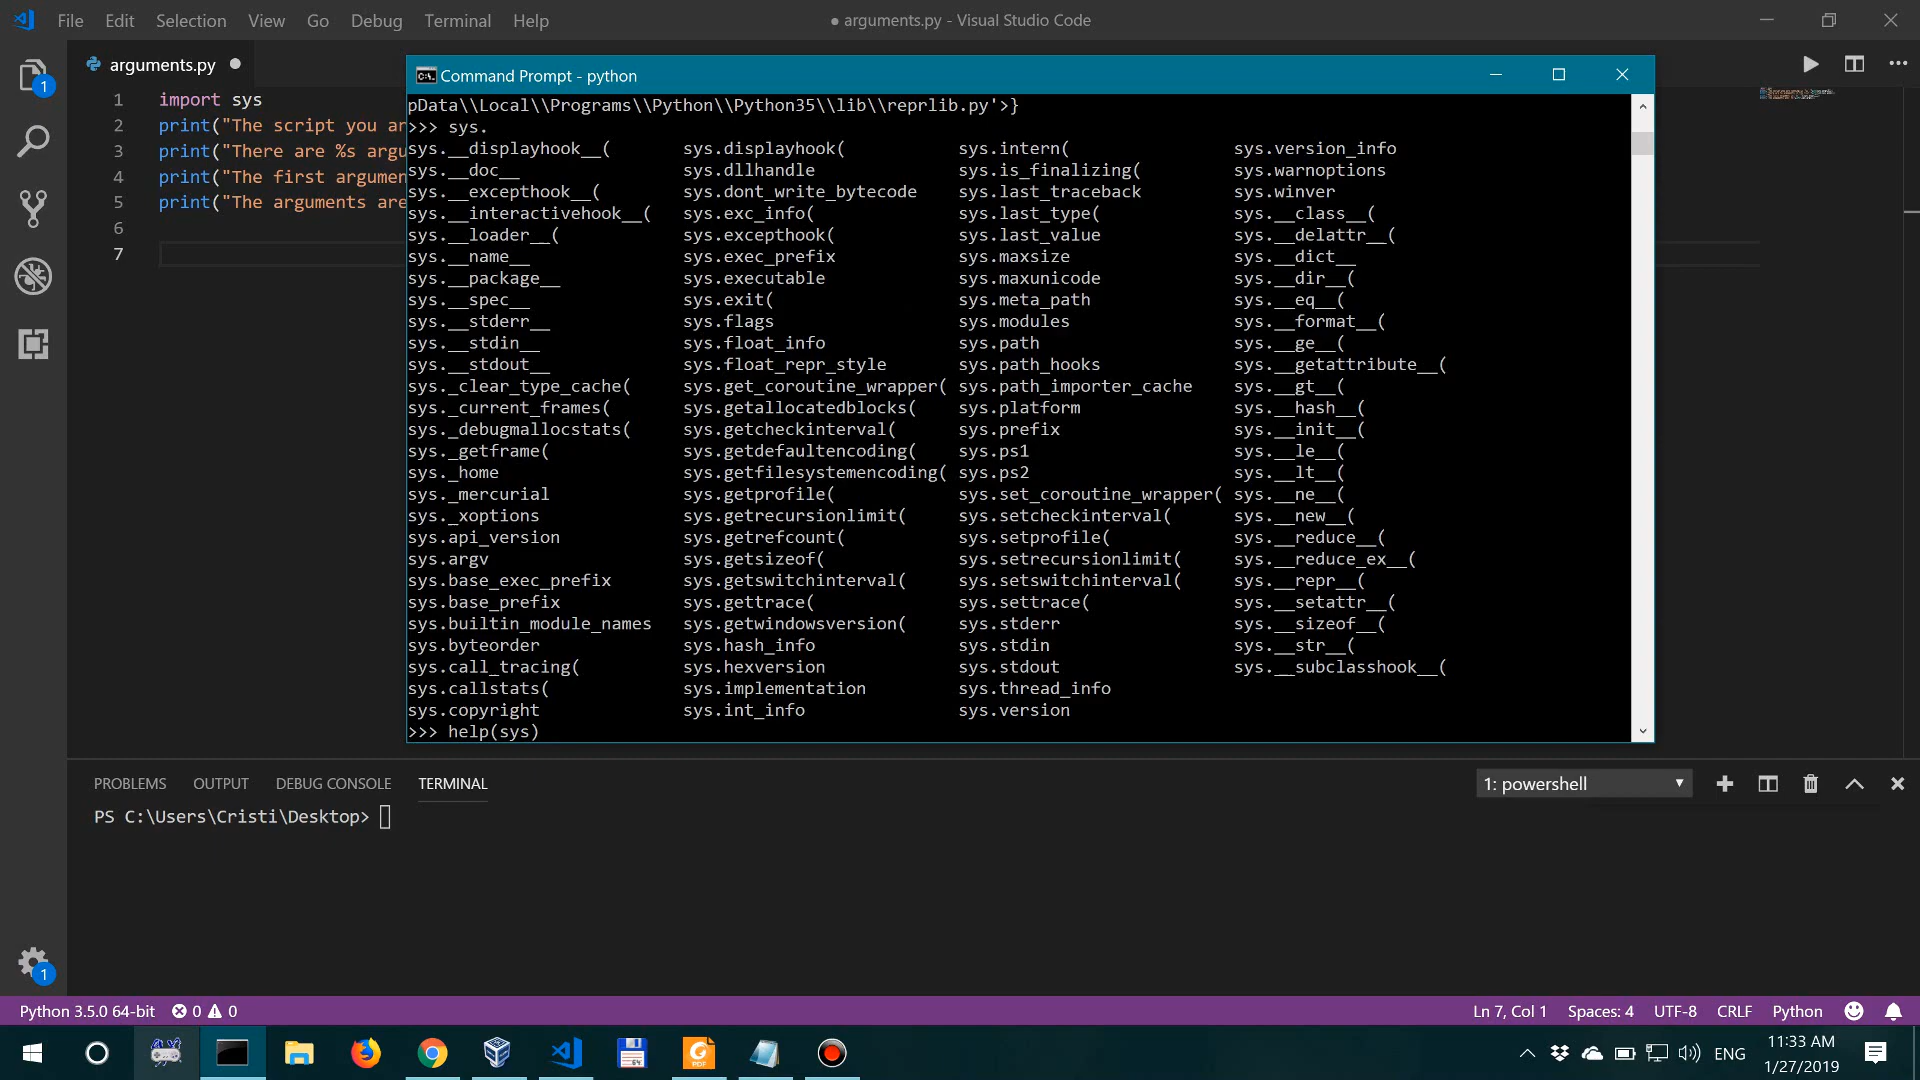 File Edit Selection View Go Debug Terminal Help ● arguments.py - Visual Studio Code
arguments.py
1 import sys
2 print("The script you ar
3 print("There are %s argu
4 print("The first argumen
5 print("The arguments are
6
7
Command Prompt - python
pData\\Local\\Programs\\Python\\Python35\\lib\\reprlib.py'>}
>>> sys.
sys.__displayhook__( sys.displayhook( sys.intern( sys.version_info
sys.__doc__ sys.dllhandle sys.is_finalizing( sys.warnoptions
sys.__excepthook__( sys.dont_write_bytecode sys.last_traceback sys.winver
sys.__interactivehook__( sys.exc_info( sys.last_type( sys.__class__(
sys.__loader__( sys.excepthook( sys.last_value sys.__delattr__(
sys.__name__ sys.exec_prefix sys.maxsize sys.__dict__
sys.__package__ sys.executable sys.maxunicode sys.__dir__(
sys.__spec__ sys.exit( sys.meta_path sys.__eq__(
sys.__stderr__ sys.flags sys.modules sys.__format__(
sys.__stdin__ sys.float_info sys.path sys.__ge__(
sys.__stdout__ sys.float_repr_style sys.path_hooks sys.__getattribute__(
sys._clear_type_cache( sys.get_coroutine_wrapper( sys.path_importer_cache sys.__gt__(
sys._current_frames( sys.getallocatedblocks( sys.platform sys.__hash__(
sys._debugmallocstats( sys.getcheckinterval( sys.prefix sys.__init__(
sys._getframe( sys.getdefaultencoding( sys.ps1 sys.__le__(
sys._home sys.getfilesystemencoding( sys.ps2 sys.__lt__(
sys._mercurial sys.getprofile( sys.set_coroutine_wrapper( sys.__ne__(
sys._xoptions sys.getrecursionlimit( sys.setcheckinterval( sys.__new__(
sys.api_version sys.getrefcount( sys.setprofile( sys.__reduce__(
sys.argv sys.getsizeof( sys.setrecursionlimit( sys.__reduce_ex__(
sys.base_exec_prefix sys.getswitchinterval( sys.setswitchinterval( sys.__repr__(
sys.base_prefix sys.gettrace( sys.settrace( sys.__setattr__(
sys.builtin_module_names sys.getwindowsversion( sys.stderr sys.__sizeof__(
sys.byteorder sys.hash_info sys.stdin sys.__str__(
sys.call_tracing( sys.hexversion sys.stdout sys.__subclasshook__(
sys.callstats( sys.implementation sys.thread_info
sys.copyright sys.int_info sys.version
>>> help(sys)
PROBLEMS OUTPUT DEBUG CONSOLE TERMINAL 1: powershell
PS C:\Users\Cristi\Desktop>
1
1
Python 3.5.0 64-bit 0 0 Ln 7, Col 1 Spaces: 4 UTF-8 CRLF Python
ENG 11:33 AM
1/27/2019